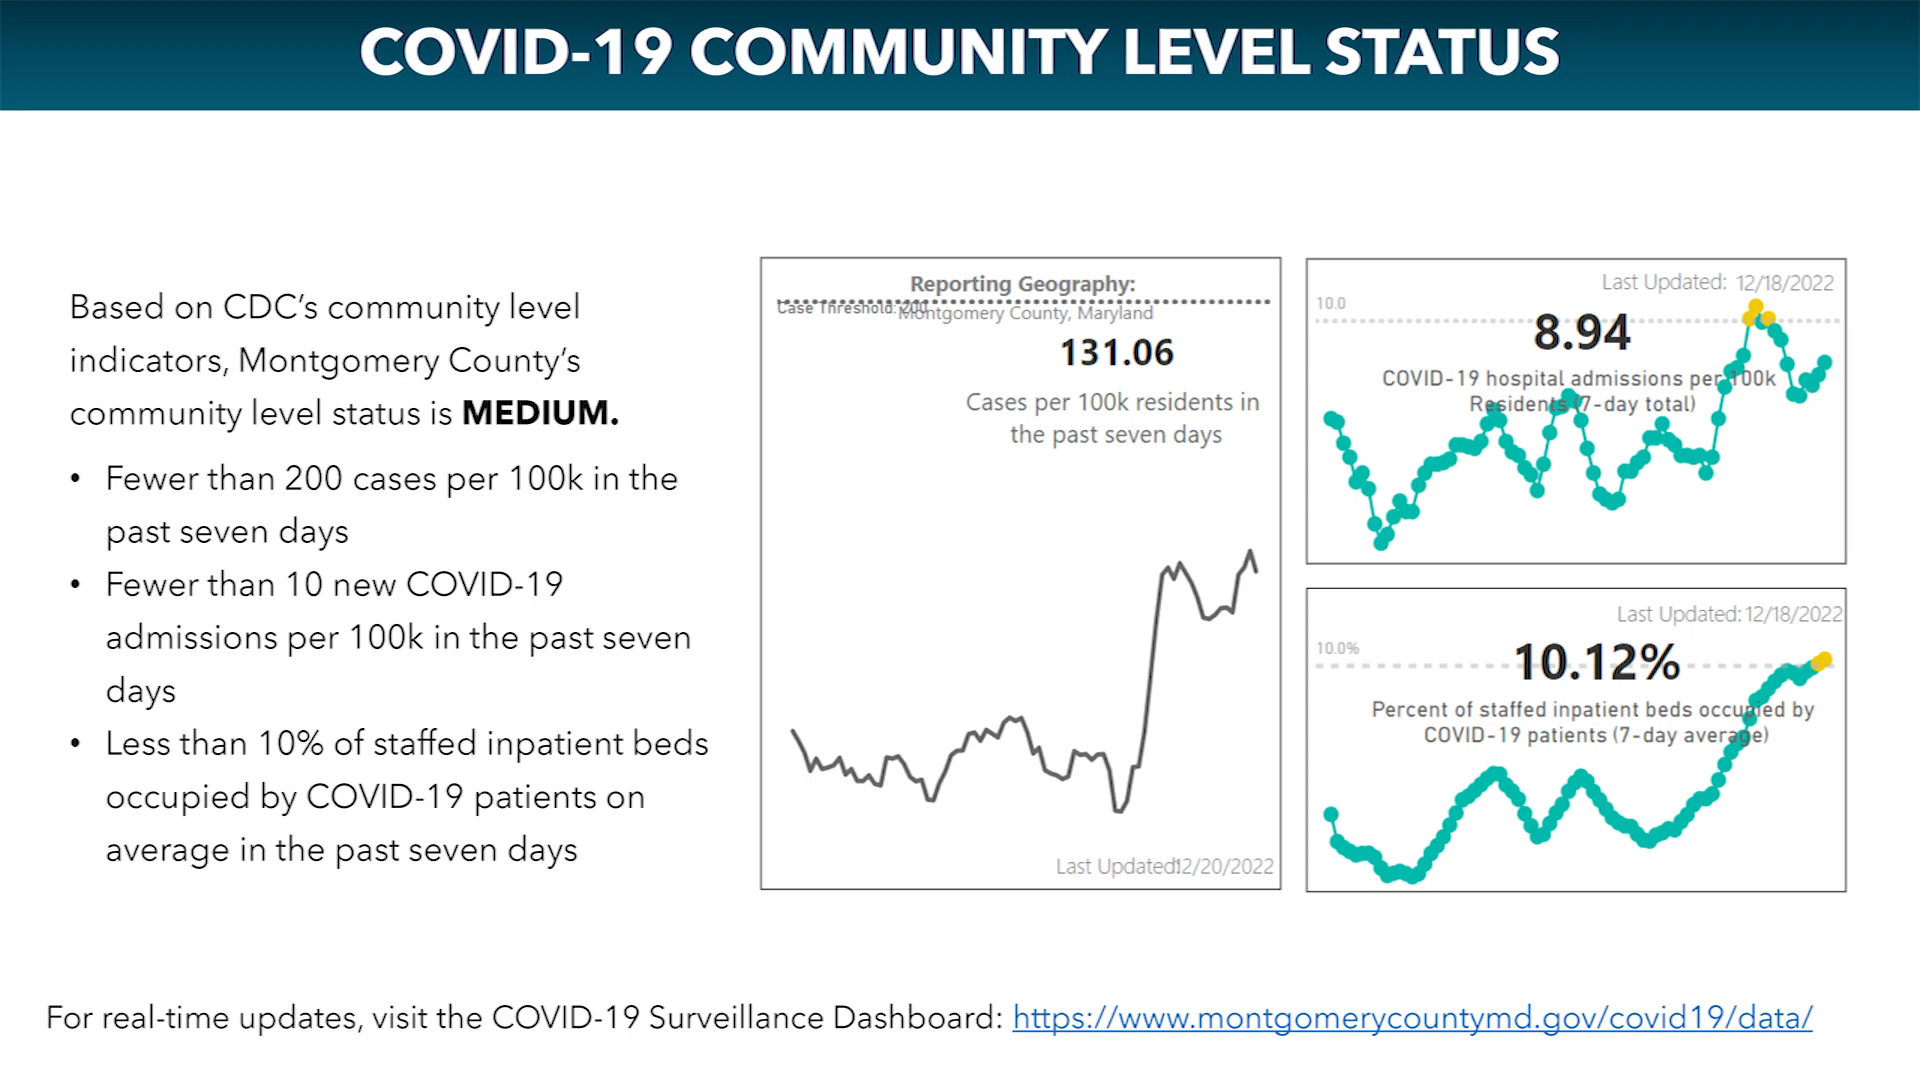 COVID-19 COMMUNITY LEVEL STATUS
Based on CDC's community level
indicators, Montgomery County's
community level status is MEDIUM.
• Fewer than 200 cases per 100k in the
past seven days
• Fewer than 10 new COVID-19
admissions per 100k in the past seven
days
• Less than 10% of staffed inpatient beds
occupied by COVID-19 patients on
average in the past seven days
Reporting Geography:
Case Threshold: 200
Montgomery County, Maryland
131.06
Cases per 100k residents in
the past seven days
Last Updated: 12/20/2022
Last Updated: 12/18/2022
10.0
8.94
COVID-19 hospital admissions per 100k
Residents (7-day total)
Last Updated: 12/18/2022
10.0%
10.12%
Percent of staffed inpatient beds occupied by
COVID-19 patients (7-day average)
For real-time updates, visit the COVID-19 Surveillance Dashboard: https://www.montgomerycountymd.gov/covid19/data/